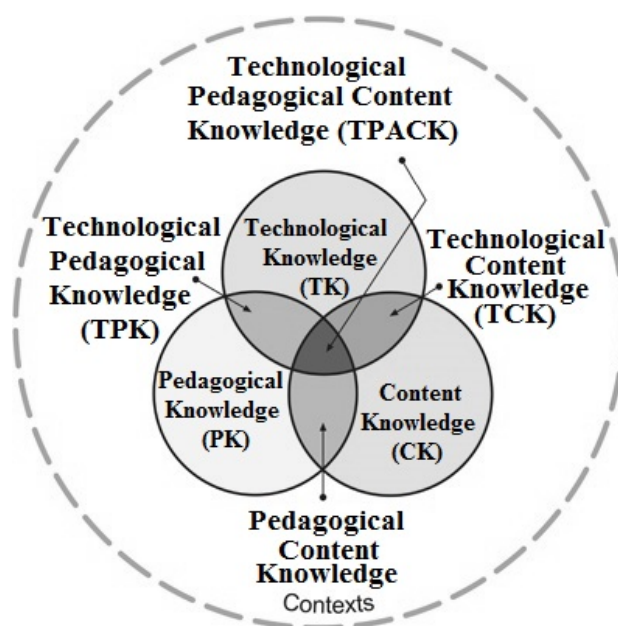 Technological
Pedagogical Content
Knowledge (TPACK)
Technological
Pedagogical
Knowledge
(TPK)
Technological
Knowledge
(TK)
Technological
Content
Knowledge
(TCK)
Pedagogical
Knowledge
(PK)
Content
Knowledge
(CK)
Pedagogical
Content
Knowledge
Contexts